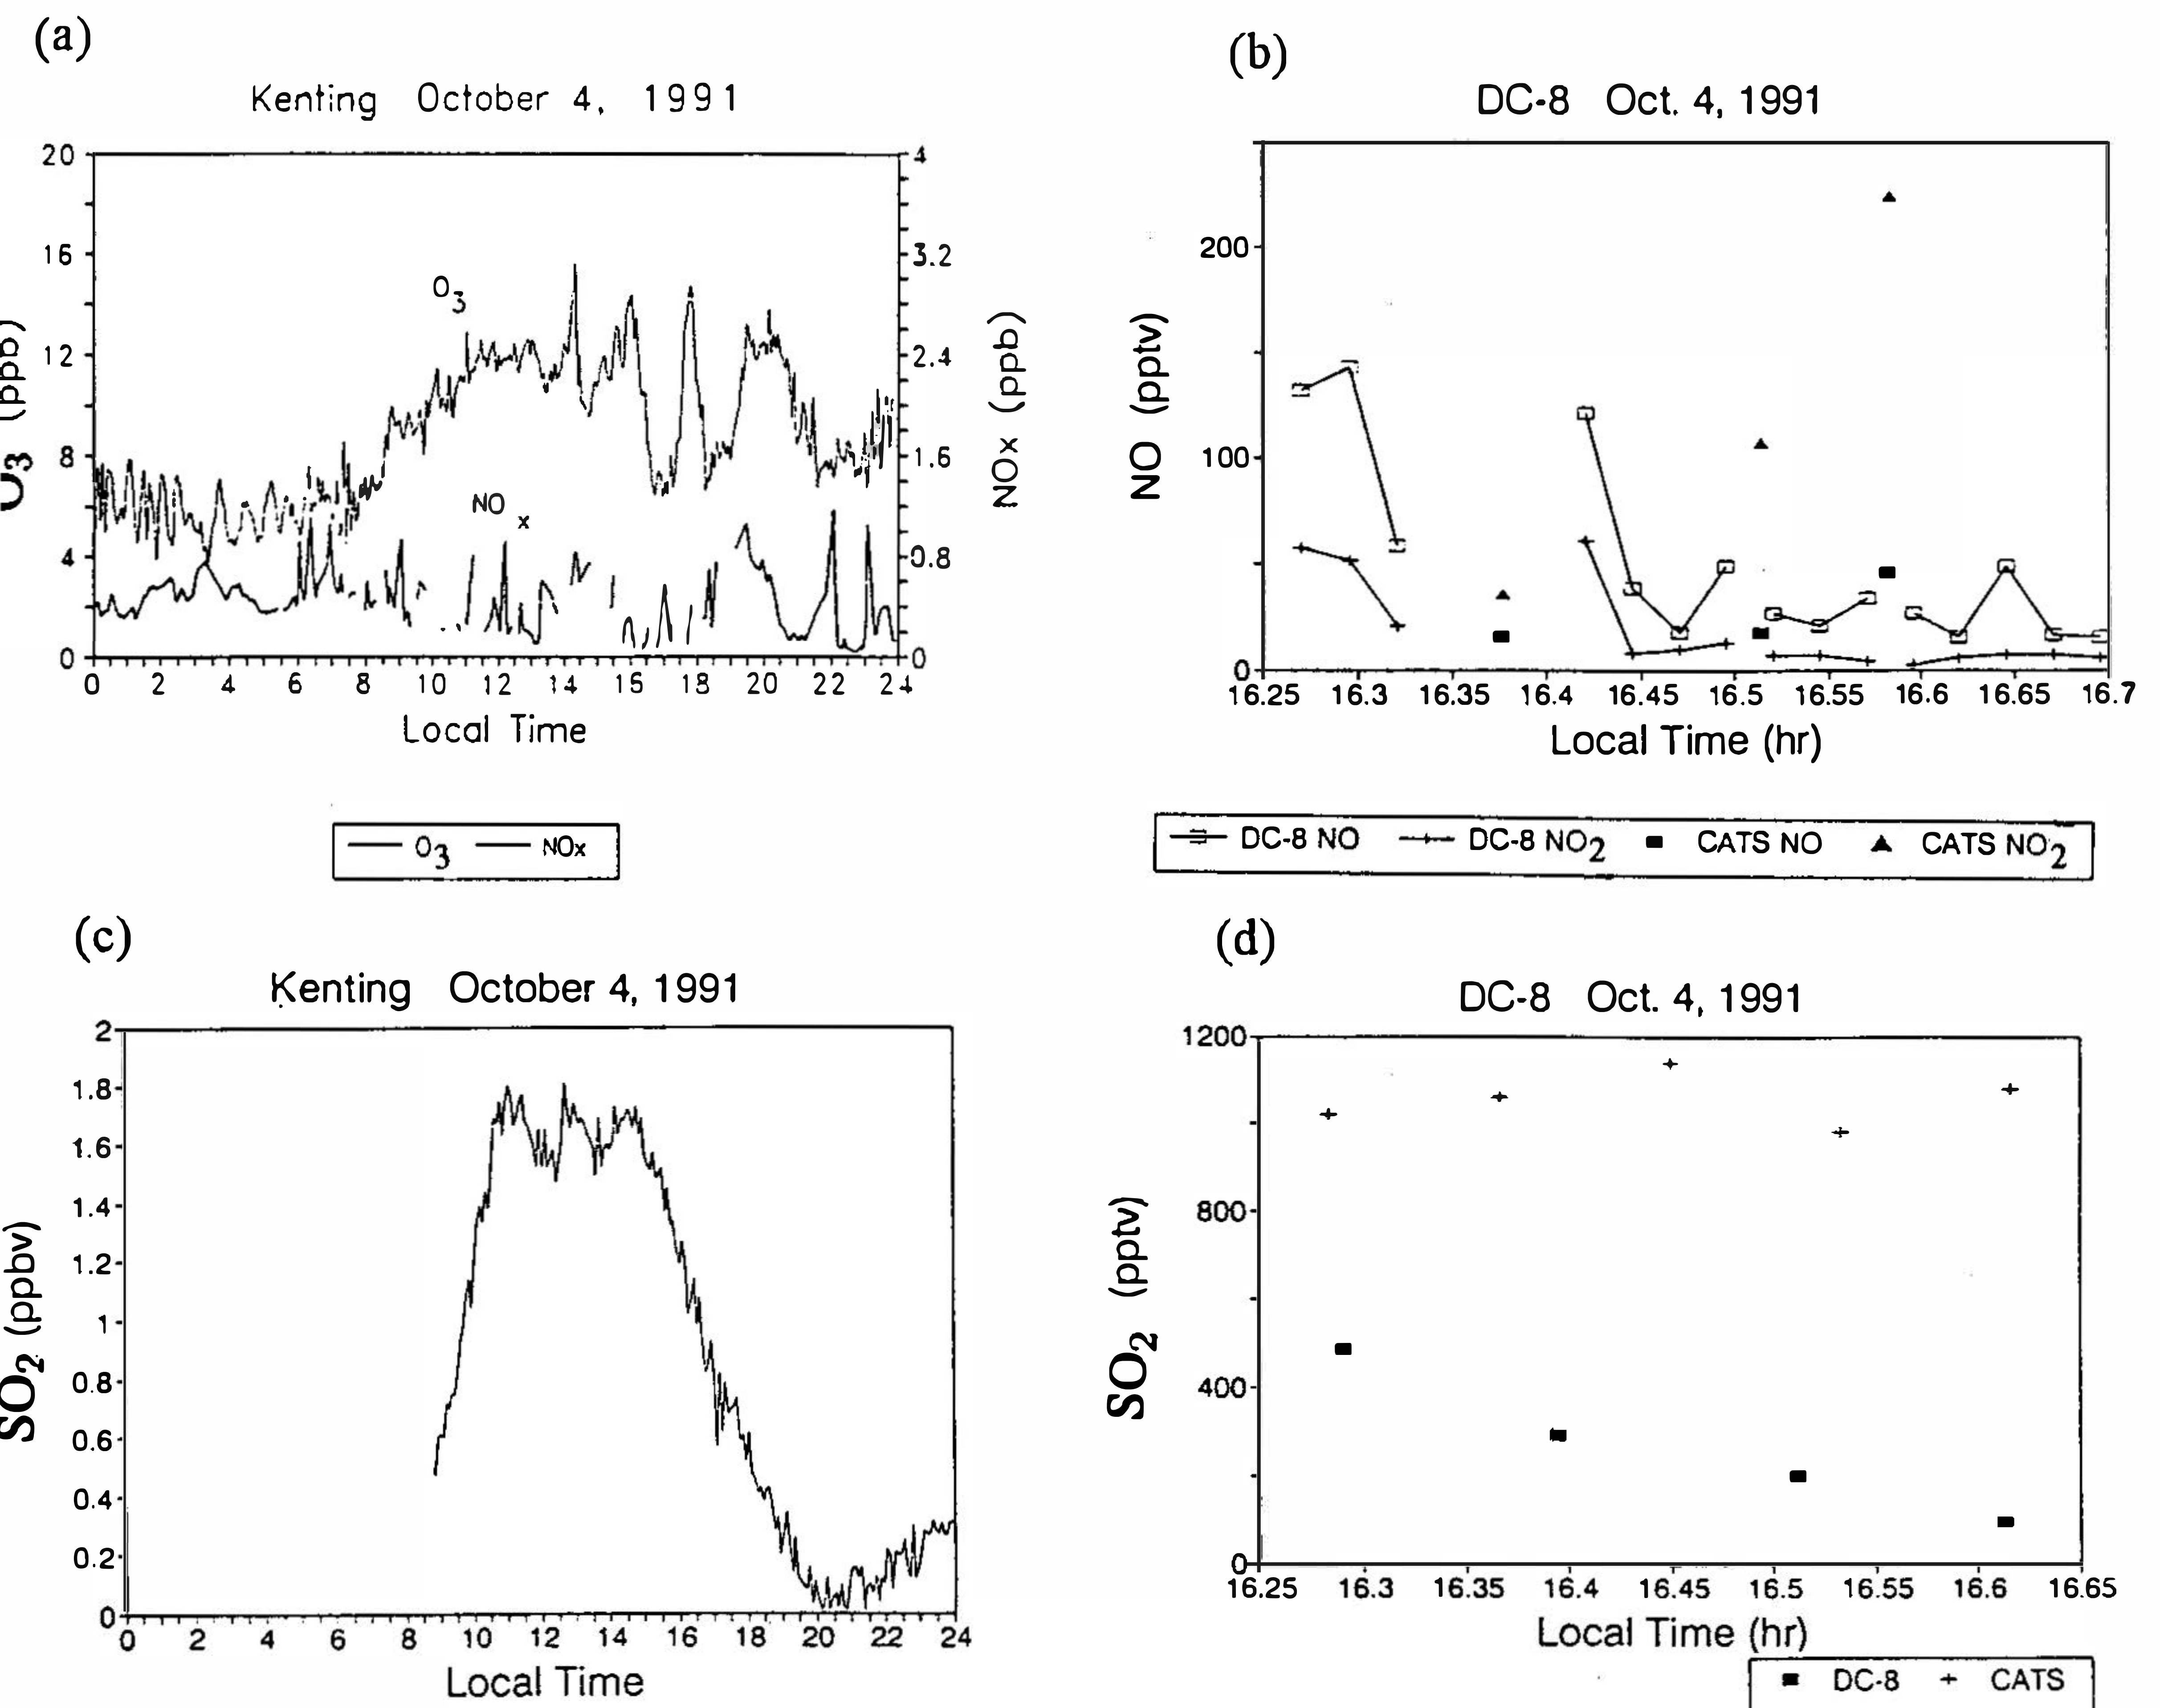 (a)
Kenting October 4, 1991
20
16
12
8
4
0
4
3.2
2.4
1.6
0.8
0
O3 (ppb)
NOx (ppb)
O3
NOx
0 2 4 6 8 10 12 14 16 18 20 22 24
Local Time
O3 NOx
(b)
DC-8 Oct. 4, 1991
200
100
0
NO (pptv)
16.25 16.3 16.35 16.4 16.45 16.5 16.55 16.6 16.65 16.7
Local Time (hr)
DC-8 NO DC-8 NO2 CATS NO CATS NO2
(c)
Kenting October 4, 1991
2
1.8
1.6
1.4
1.2
1
0.8
0.6
0.4
0.2
0
SO2 (ppbv)
0 2 4 6 8 10 12 14 16 18 20 22 24
Local Time
(d)
DC-8 Oct. 4, 1991
1200
800
400
0
SO2 (pptv)
16.25 16.3 16.35 16.4 16.45 16.5 16.55 16.6 16.65
Local Time (hr)
DC-8 CATS